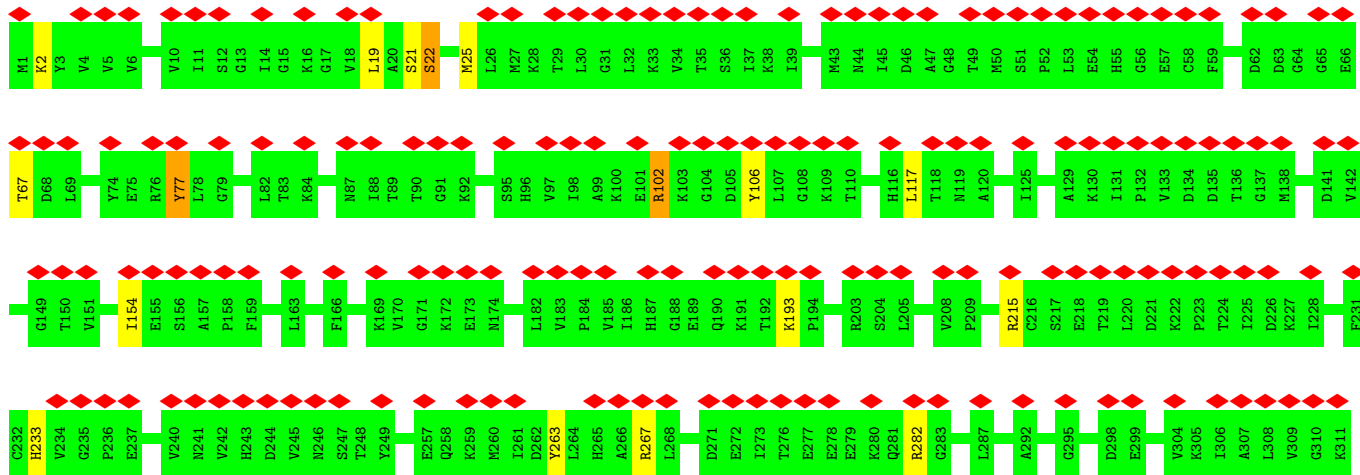 M1 K2 Y3 V4 V5 V6 V10 I11 S12 G13 I14 G15 K16 G17 V18 L19 A20 S21 S22 M25 L26 M27 K28 T29 L30 G31 L32 K33 V34 T35 S36 I37 K38 I39 M43 N44 I45 D46 A47 G48 T49 M50 S51 P52 L53 E54 H55 G56 E57 C58 F59 D62 D63 G64 G65 E66
T67 D68 L69 Y74 E75 R76 Y77 L78 G79 L82 T83 K84 N87 I88 T89 T90 G91 K92 S95 H96 V97 I98 A99 K100 E101 R102 K103 G104 D105 Y106 L107 G108 K109 T110 H116 L117 T118 N119 A120 I125 A129 K130 I131 P132 V133 D134 D135 T136 G137 M138 D141 V142
G149 T150 V151 I154 E155 S156 A157 P158 F159 L163 F166 K169 V170 G171 K172 E173 N174 L182 V183 P184 V185 I186 H187 G188 E189 Q190 K191 T192 K193 P194 R203 S204 L205 V208 P209 R215 C216 S217 E218 T219 L220 D221 K222 P223 T224 I225 D226 K227 I228 F231
C232 H233 V234 G235 P236 E237 V240 N241 V242 H243 D244 V245 N246 S247 T248 Y249 E257 Q258 K259 M260 I261 D262 Y263 L264 H265 A266 R267 L268 D271 E272 I273 T276 E277 E278 E279 K280 Q281 R282 G283 L287 A292 G295 D298 E299 V304 K305 I306 A307 L308 V309 G310 K311